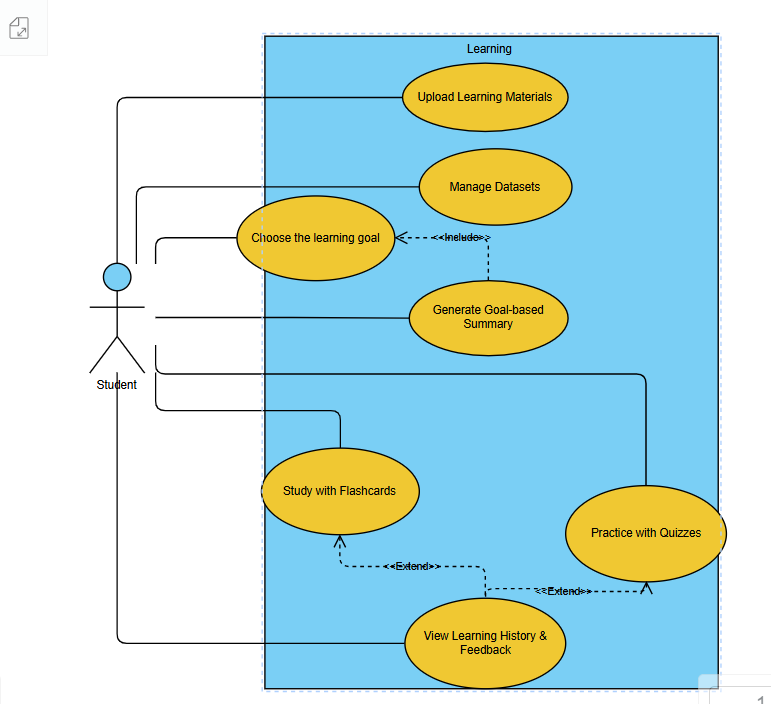 Learning
Upload Learning Materials
Manage Datasets
Choose the learning goal
<<Include>>
Generate Goal-based
Summary
Student
Study with Flashcards
Practice with Quizzes
<<Extend>>
<<Extend>>
View Learning History &
Feedback
1